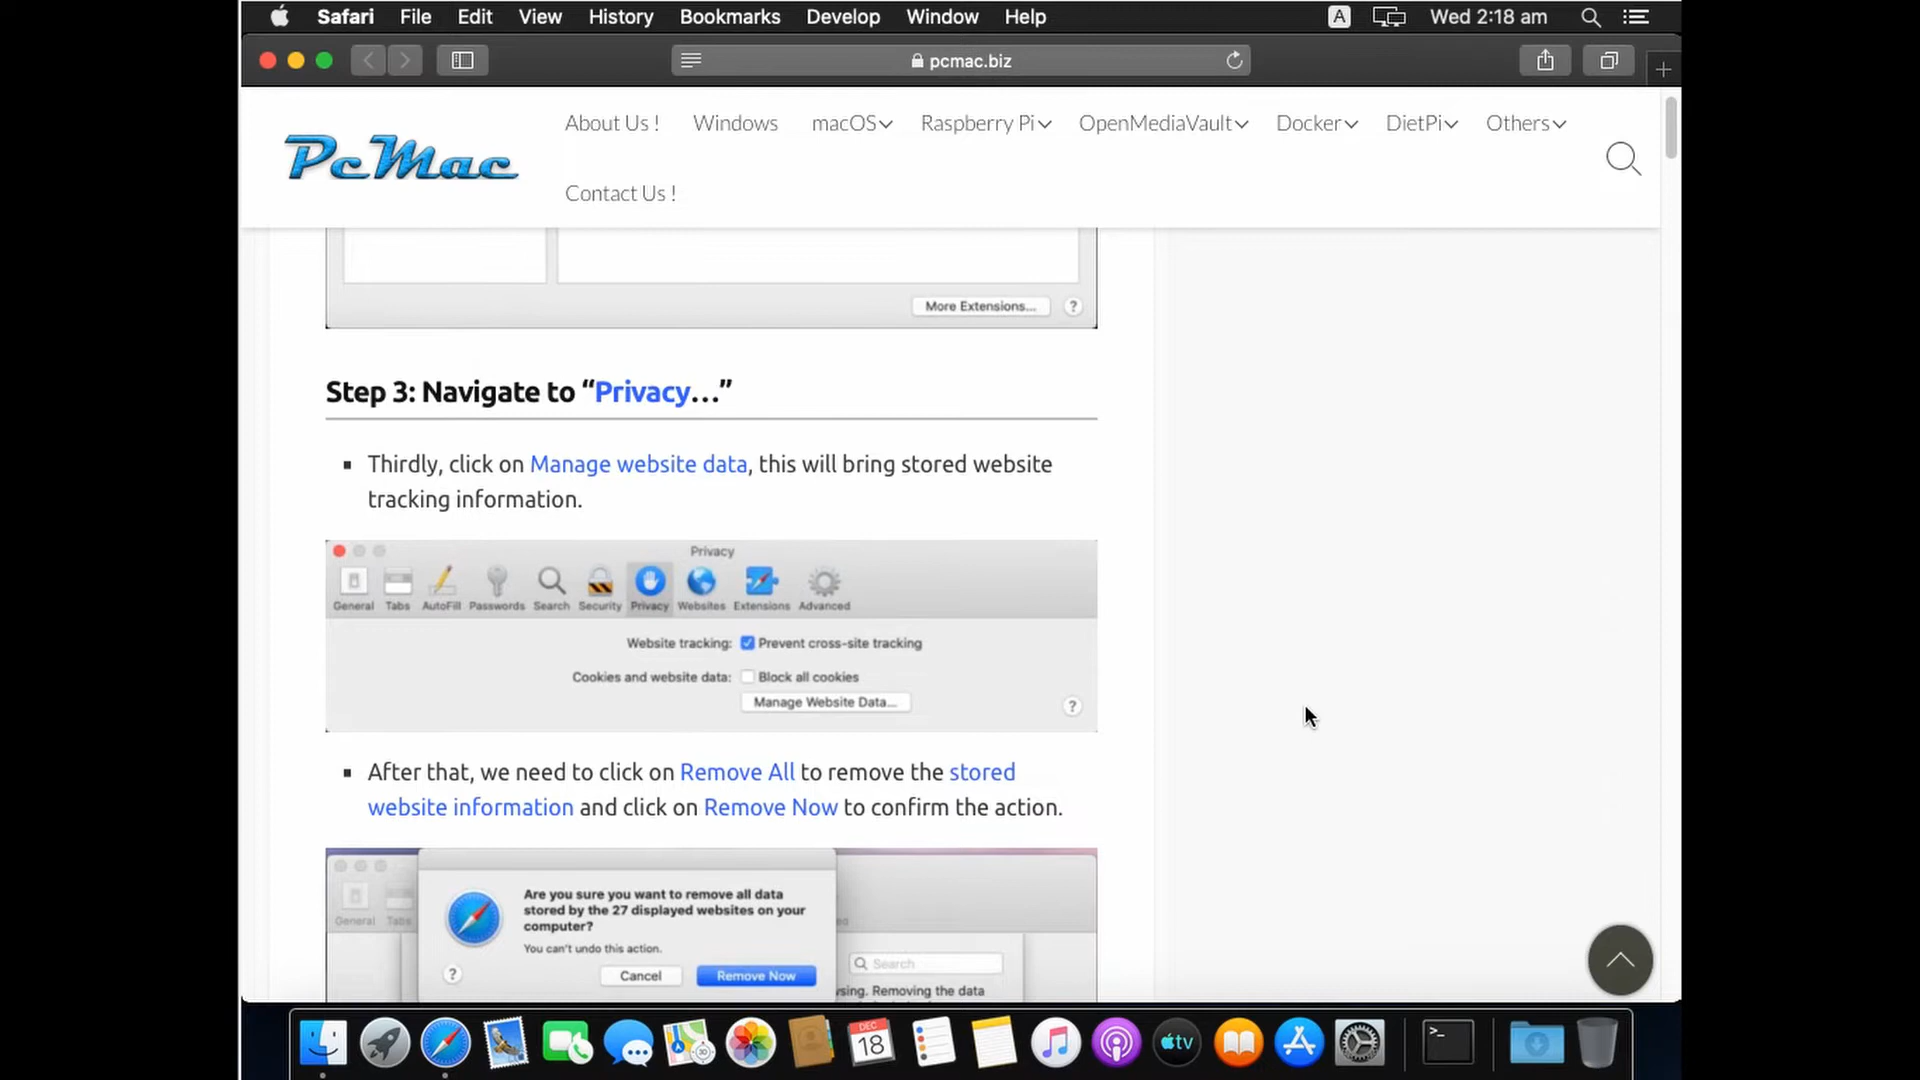 Safari File Edit View History Bookmarks Develop Window Help A Wed 2:18 am
pcmac.biz
PcMac
About Us ! Windows macOS Raspberry Pi OpenMediaVault Docker DietPi Others
Contact Us !
More Extensions... ?
Step 3: Navigate to “Privacy…”
▪ Thirdly, click on Manage website data, this will bring stored website
tracking information.
Privacy
General Tabs AutoFill Passwords Search Security Privacy Websites Extensions Advanced
Website tracking: Prevent cross-site tracking
Cookies and website data: Block all cookies
Manage Website Data... ?
▪ After that, we need to click on Remove All to remove the stored
website information and click on Remove Now to confirm the action.
Are you sure you want to remove all data
stored by the 27 displayed websites on your
computer?
General Tabs
You can't undo this action.
? Cancel Remove Now
Search
sing. Removing the data
DEC
18
tv
>_